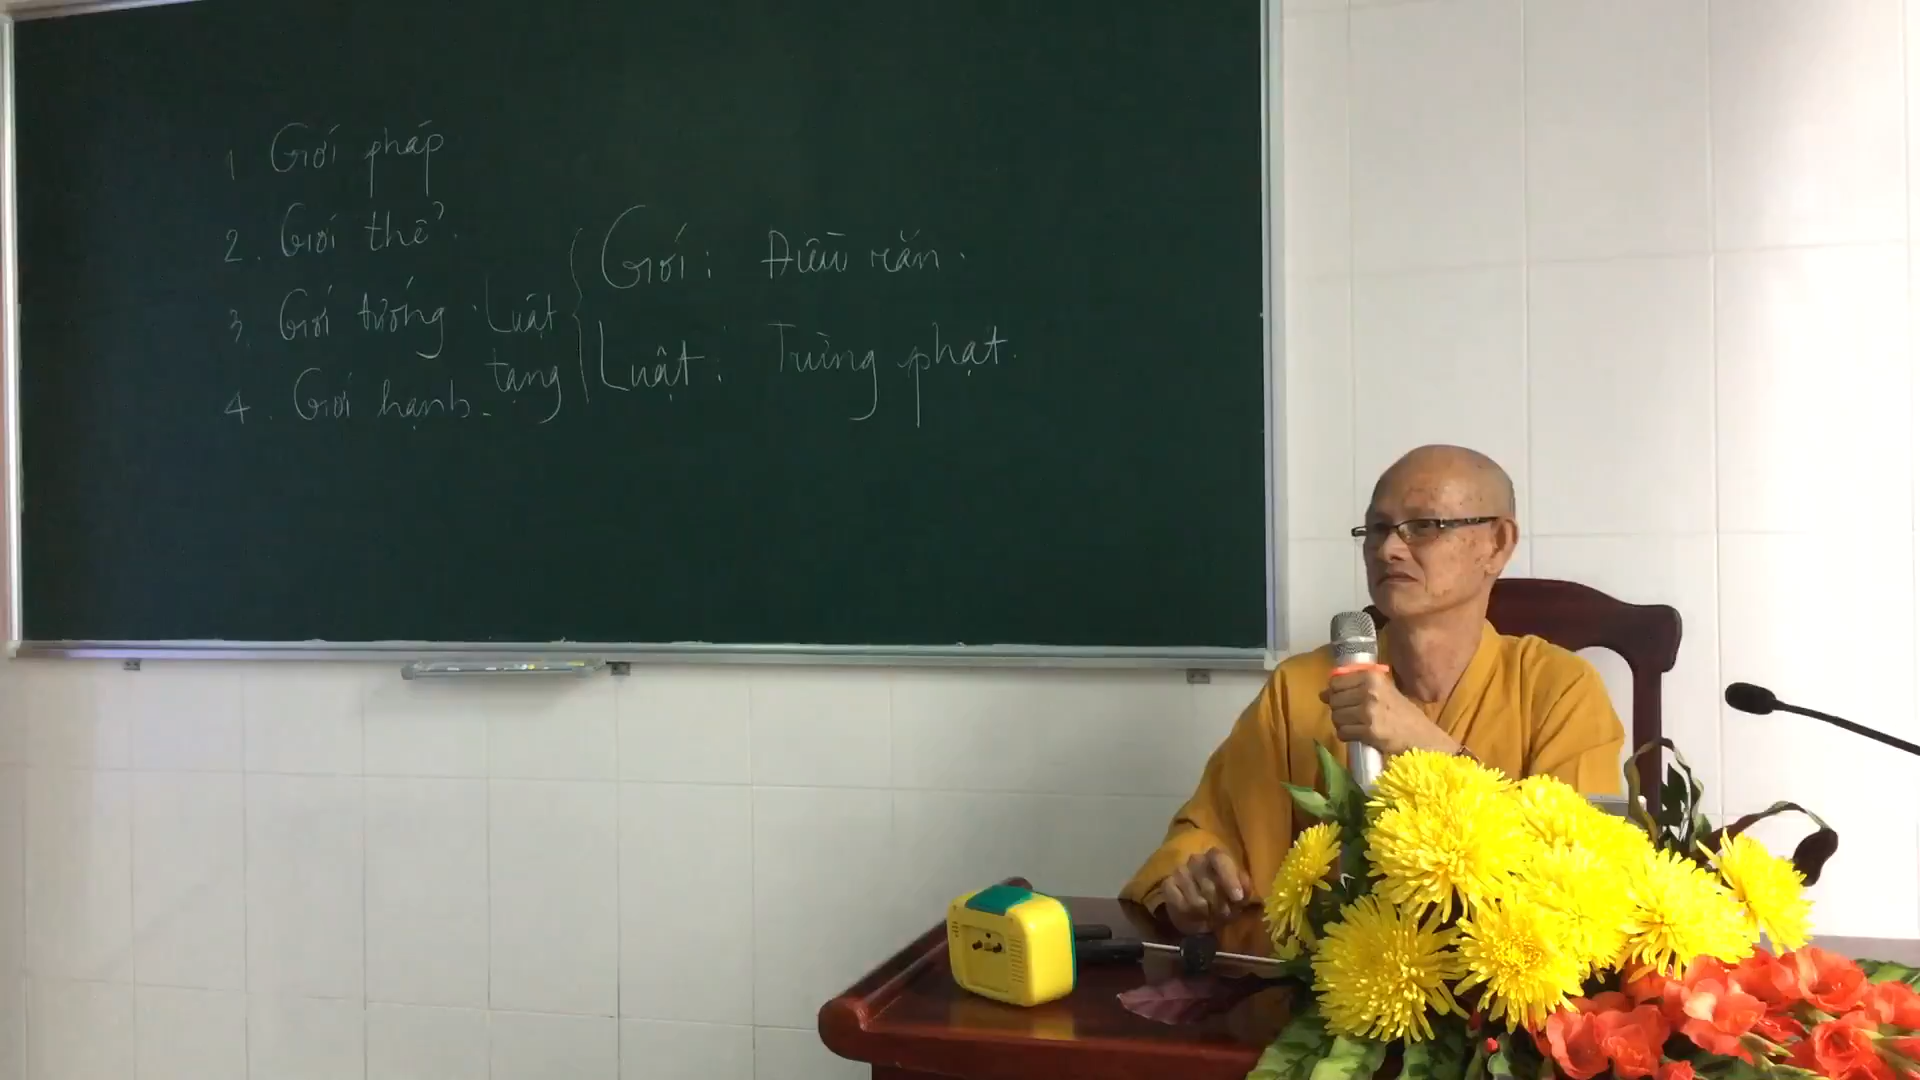 1 Giới pháp
2. Giới thể.
3. Giới tướng
4. Giới hạnh.
Luật
tạng
Giới: Điều răn.
Luật: Trừng phạt.